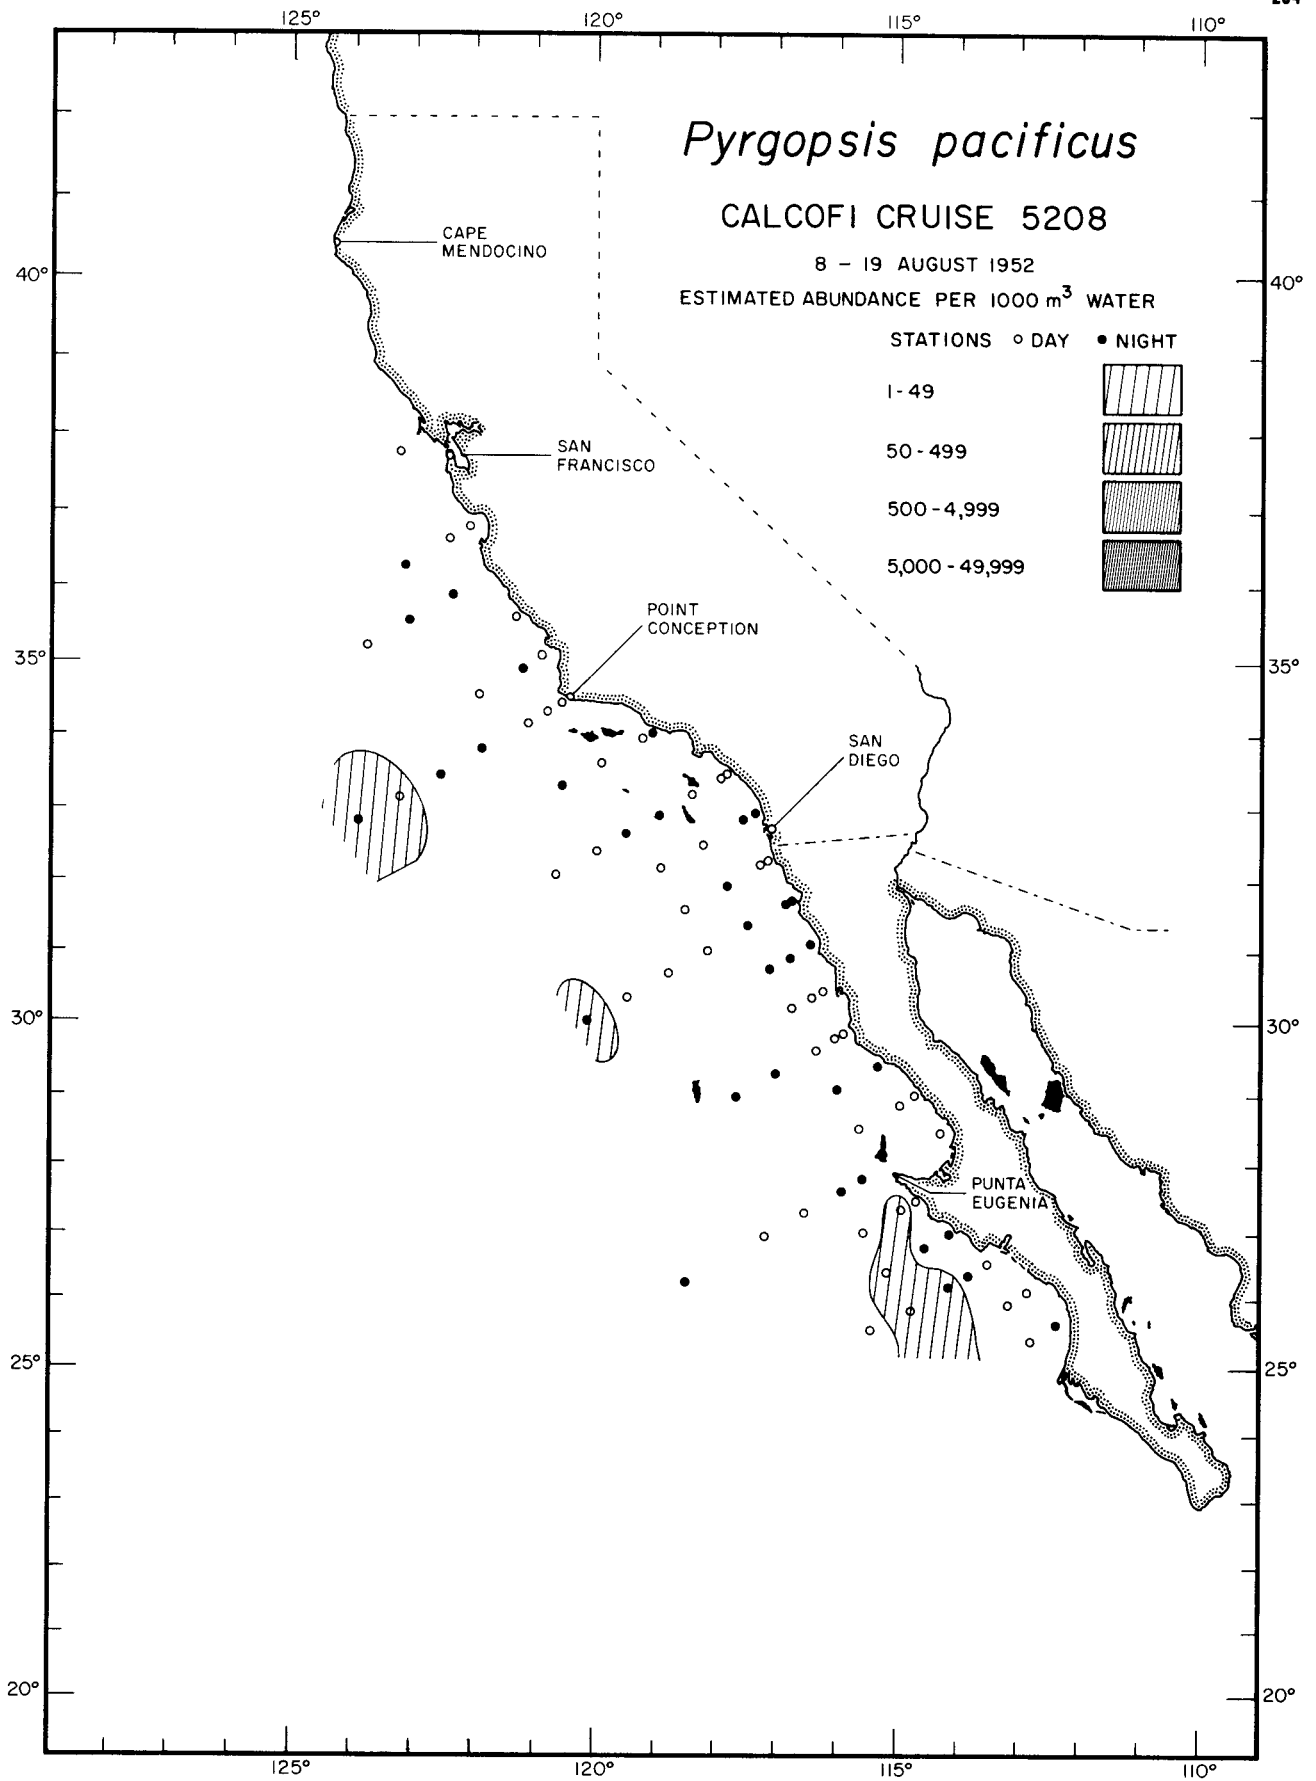 125°
120°
115°
110°
Pyrgopsis pacificus
CALCOFI CRUISE 5208
8 – 19 AUGUST 1952
ESTIMATED ABUNDANCE PER 1000 m³ WATER
STATIONS ○ DAY ● NIGHT
1-49
50-499
500-4,999
5,000-49,999
CAPE
MENDOCINO
40°
40°
SAN
FRANCISCO
POINT
CONCEPTION
35°
35°
SAN
DIEGO
30°
30°
PUNTA
EUGENIA
25°
25°
20°
20°
125°
120°
115°
110°